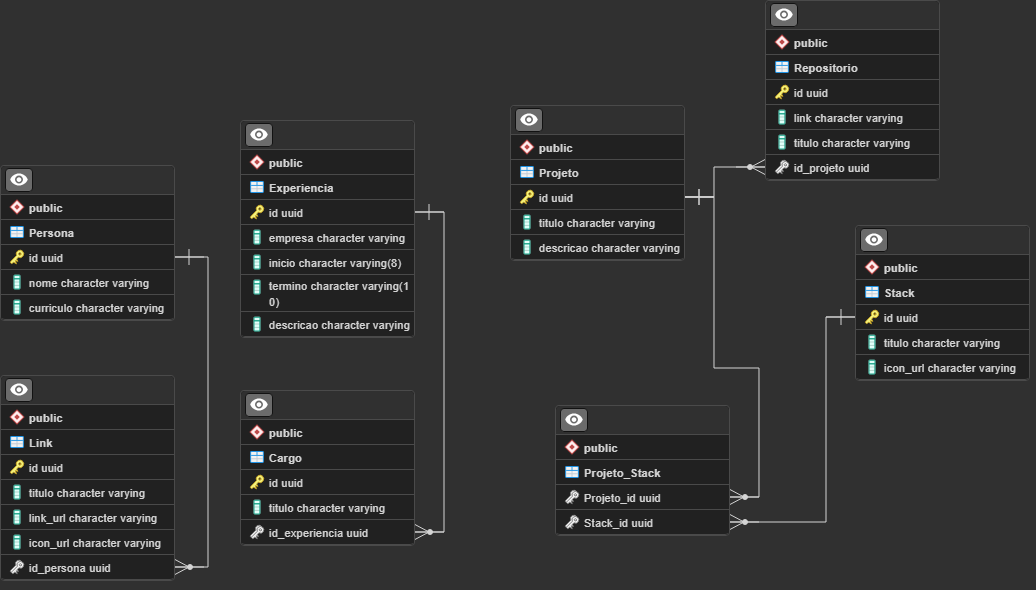 public
Persona
id uuid
nome character varying
curriculo character varying
public
Link
id uuid
titulo character varying
link_url character varying
icon_url character varying
id_persona uuid
public
Experiencia
id uuid
empresa character varying
inicio character varying(8)
termino character varying(1
0)
descricao character varying
public
Cargo
id uuid
titulo character varying
id_experiencia uuid
public
Projeto
id uuid
titulo character varying
descricao character varying
public
Repositorio
id uuid
link character varying
titulo character varying
id_projeto uuid
public
Stack
id uuid
titulo character varying
icon_url character varying
public
Projeto_Stack
Projeto_id uuid
Stack_id uuid